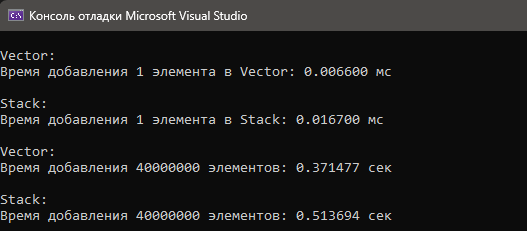 Консоль отладки Microsoft Visual Studio
Vector:
Время добавления 1 элемента в Vector: 0.006600 мс
Stack:
Время добавления 1 элемента в Stack: 0.016700 мс
Vector:
Время добавления 40000000 элементов: 0.371477 сек
Stack:
Время добавления 40000000 элементов: 0.513694 сек